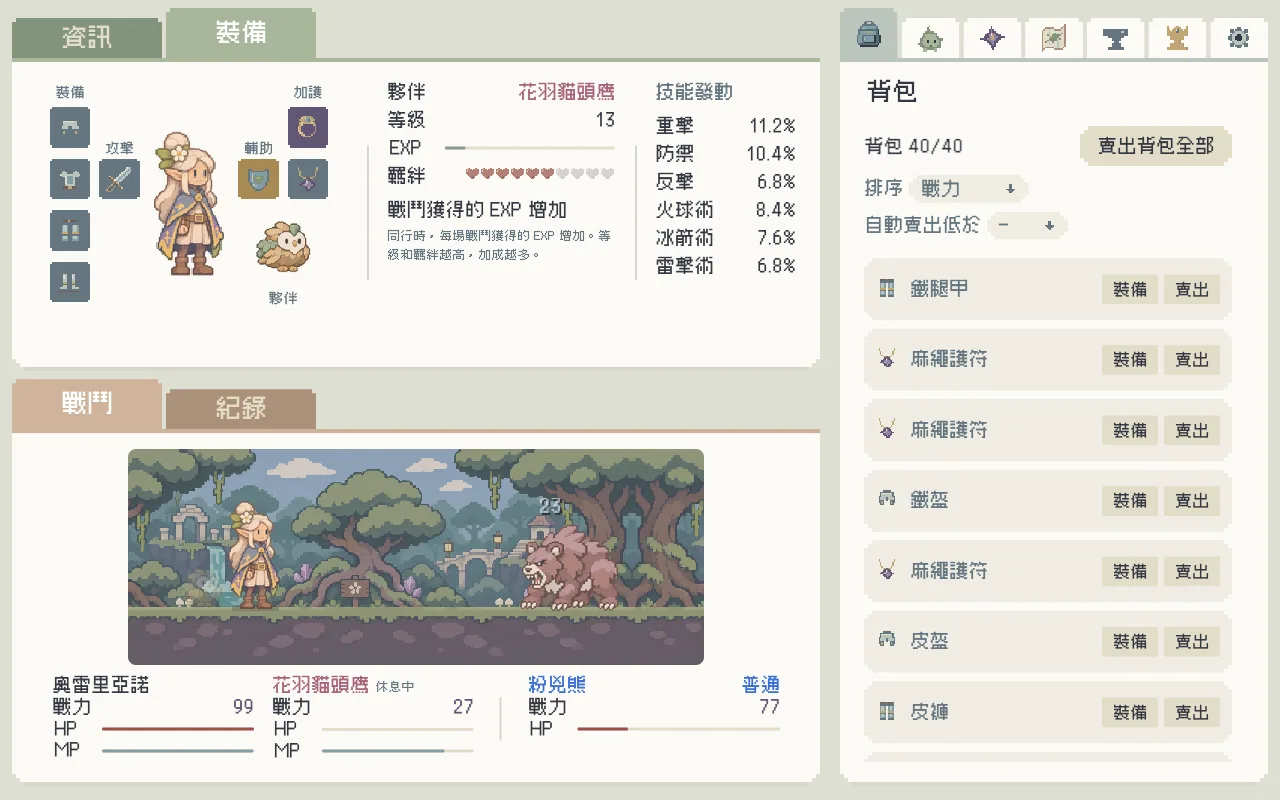 資訊
裝備
裝備
加護
攻擊
輔助
夥伴
夥伴 花羽貓頭鷹
等級 13
EXP
羈絆
戰鬥獲得的 EXP 增加
同行時，每場戰鬥獲得的 EXP 增加。等
級和羈絆越高，加成越多。
技能發動
重擊 11.2%
防禦 10.4%
反擊 6.8%
火球術 8.4%
冰箭術 7.6%
雷擊術 6.8%
戰鬥
紀錄
23
奧雷里亞諾
戰力 99
HP
MP
花羽貓頭鷹 休息中
戰力 27
HP
MP
粉兇熊 普通
戰力 77
HP
背包
背包 40/40 賣出背包全部
排序 戰力
自動賣出低於 −
鐵腿甲 裝備 賣出
麻繩護符 裝備 賣出
麻繩護符 裝備 賣出
鐵盔 裝備 賣出
麻繩護符 裝備 賣出
皮盔 裝備 賣出
皮褲 裝備 賣出